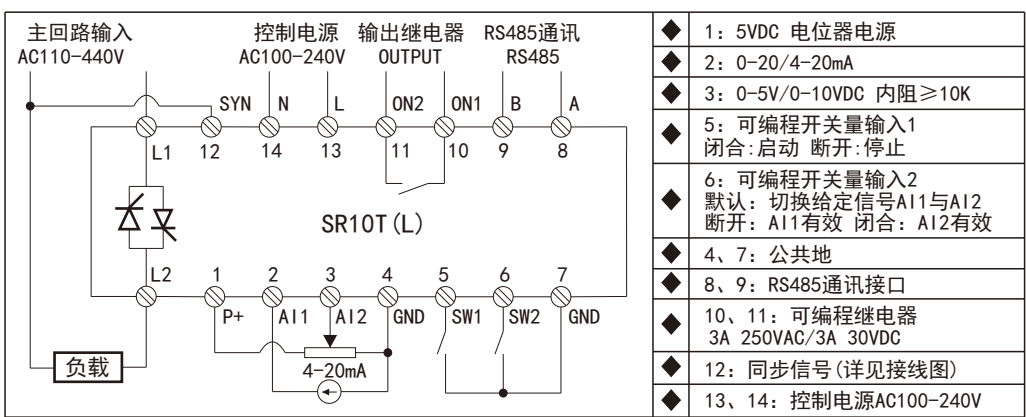 主回路输入 控制电源 输出继电器 RS485通讯
AC110-440V AC100-240V OUTPUT RS485
SYN N L ON2 ON1 B A
L1 12 14 13 11 10 9 8
SR10T(L)
L2 1 2 3 4 5 6 7
P+ AI1 AI2 GND SW1 SW2 GND
负载
4-20mA
1: 5VDC 电位器电源
2: 0-20/4-20mA
3: 0-5V/0-10VDC 内阻≥10K
5: 可编程开关量输入1
闭合:启动 断开:停止
6: 可编程开关量输入2
默认: 切换给定信号AI1与AI2
断开: AI1有效 闭合: AI2有效
4、7: 公共地
8、9: RS485通讯接口
10、11: 可编程继电器
3A 250VAC/3A 30VDC
12: 同步信号(详见接线图)
13、14: 控制电源AC100-240V